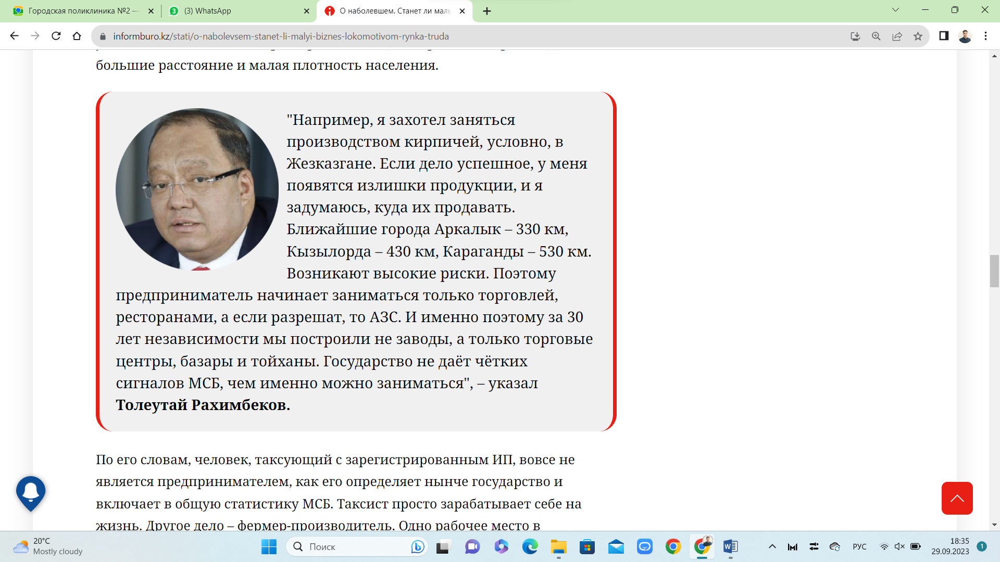 Городская поликлиника №2 —
(3) WhatsApp
О наболевшем. Станет ли маль
informburo.kz/stati/o-nabolevsem-stanet-li-malyi-biznes-lokomotivom-rynka-truda
большие расстояние и малая плотность населения.
"Например, я захотел заняться
производством кирпичей, условно, в
Жезказгане. Если дело успешное, у меня
появятся излишки продукции, и я
задумаюсь, куда их продавать.
Ближайшие города Аркалык – 330 км,
Кызылорда – 430 км, Караганды – 530 км.
Возникают высокие риски. Поэтому
предприниматель начинает заниматься только торговлей,
ресторанами, а если разрешат, то АЗС. И именно поэтому за 30
лет независимости мы построили не заводы, а только торговые
центры, базары и тойханы. Государство не даёт чётких
сигналов МСБ, чем именно можно заниматься", – указал
Толеутай Рахимбеков.
По его словам, человек, таксующий с зарегистрированным ИП, вовсе не
является предпринимателем, как его определяет нынче государство и
включает в общую статистику МСБ. Таксист просто зарабатывает себе на
жизнь. Другое дело – фермер-производитель. Одно рабочее место в
20°C
Mostly cloudy
Поиск
РУС
18:35
29.09.2023
1